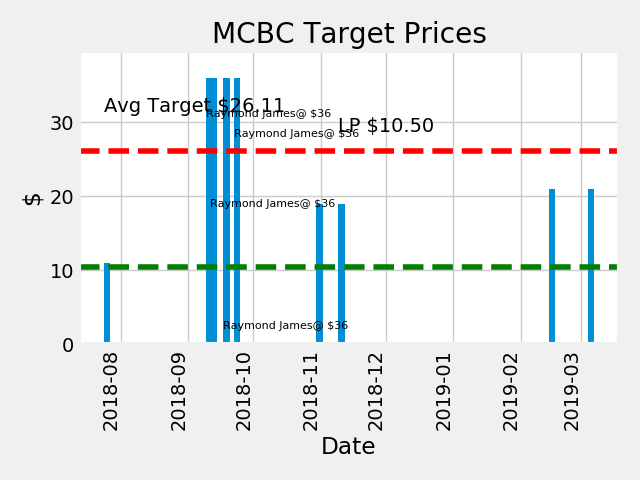 MCBC Target Prices
Avg Target $26.11
Raymond James@ $36
LP $10.50
Raymond James@ $36
Raymond James@ $36
Raymond James@ $36
$
30
20
10
0
2018-08
2018-09
2018-10
2018-11
2018-12
2019-01
2019-02
2019-03
Date